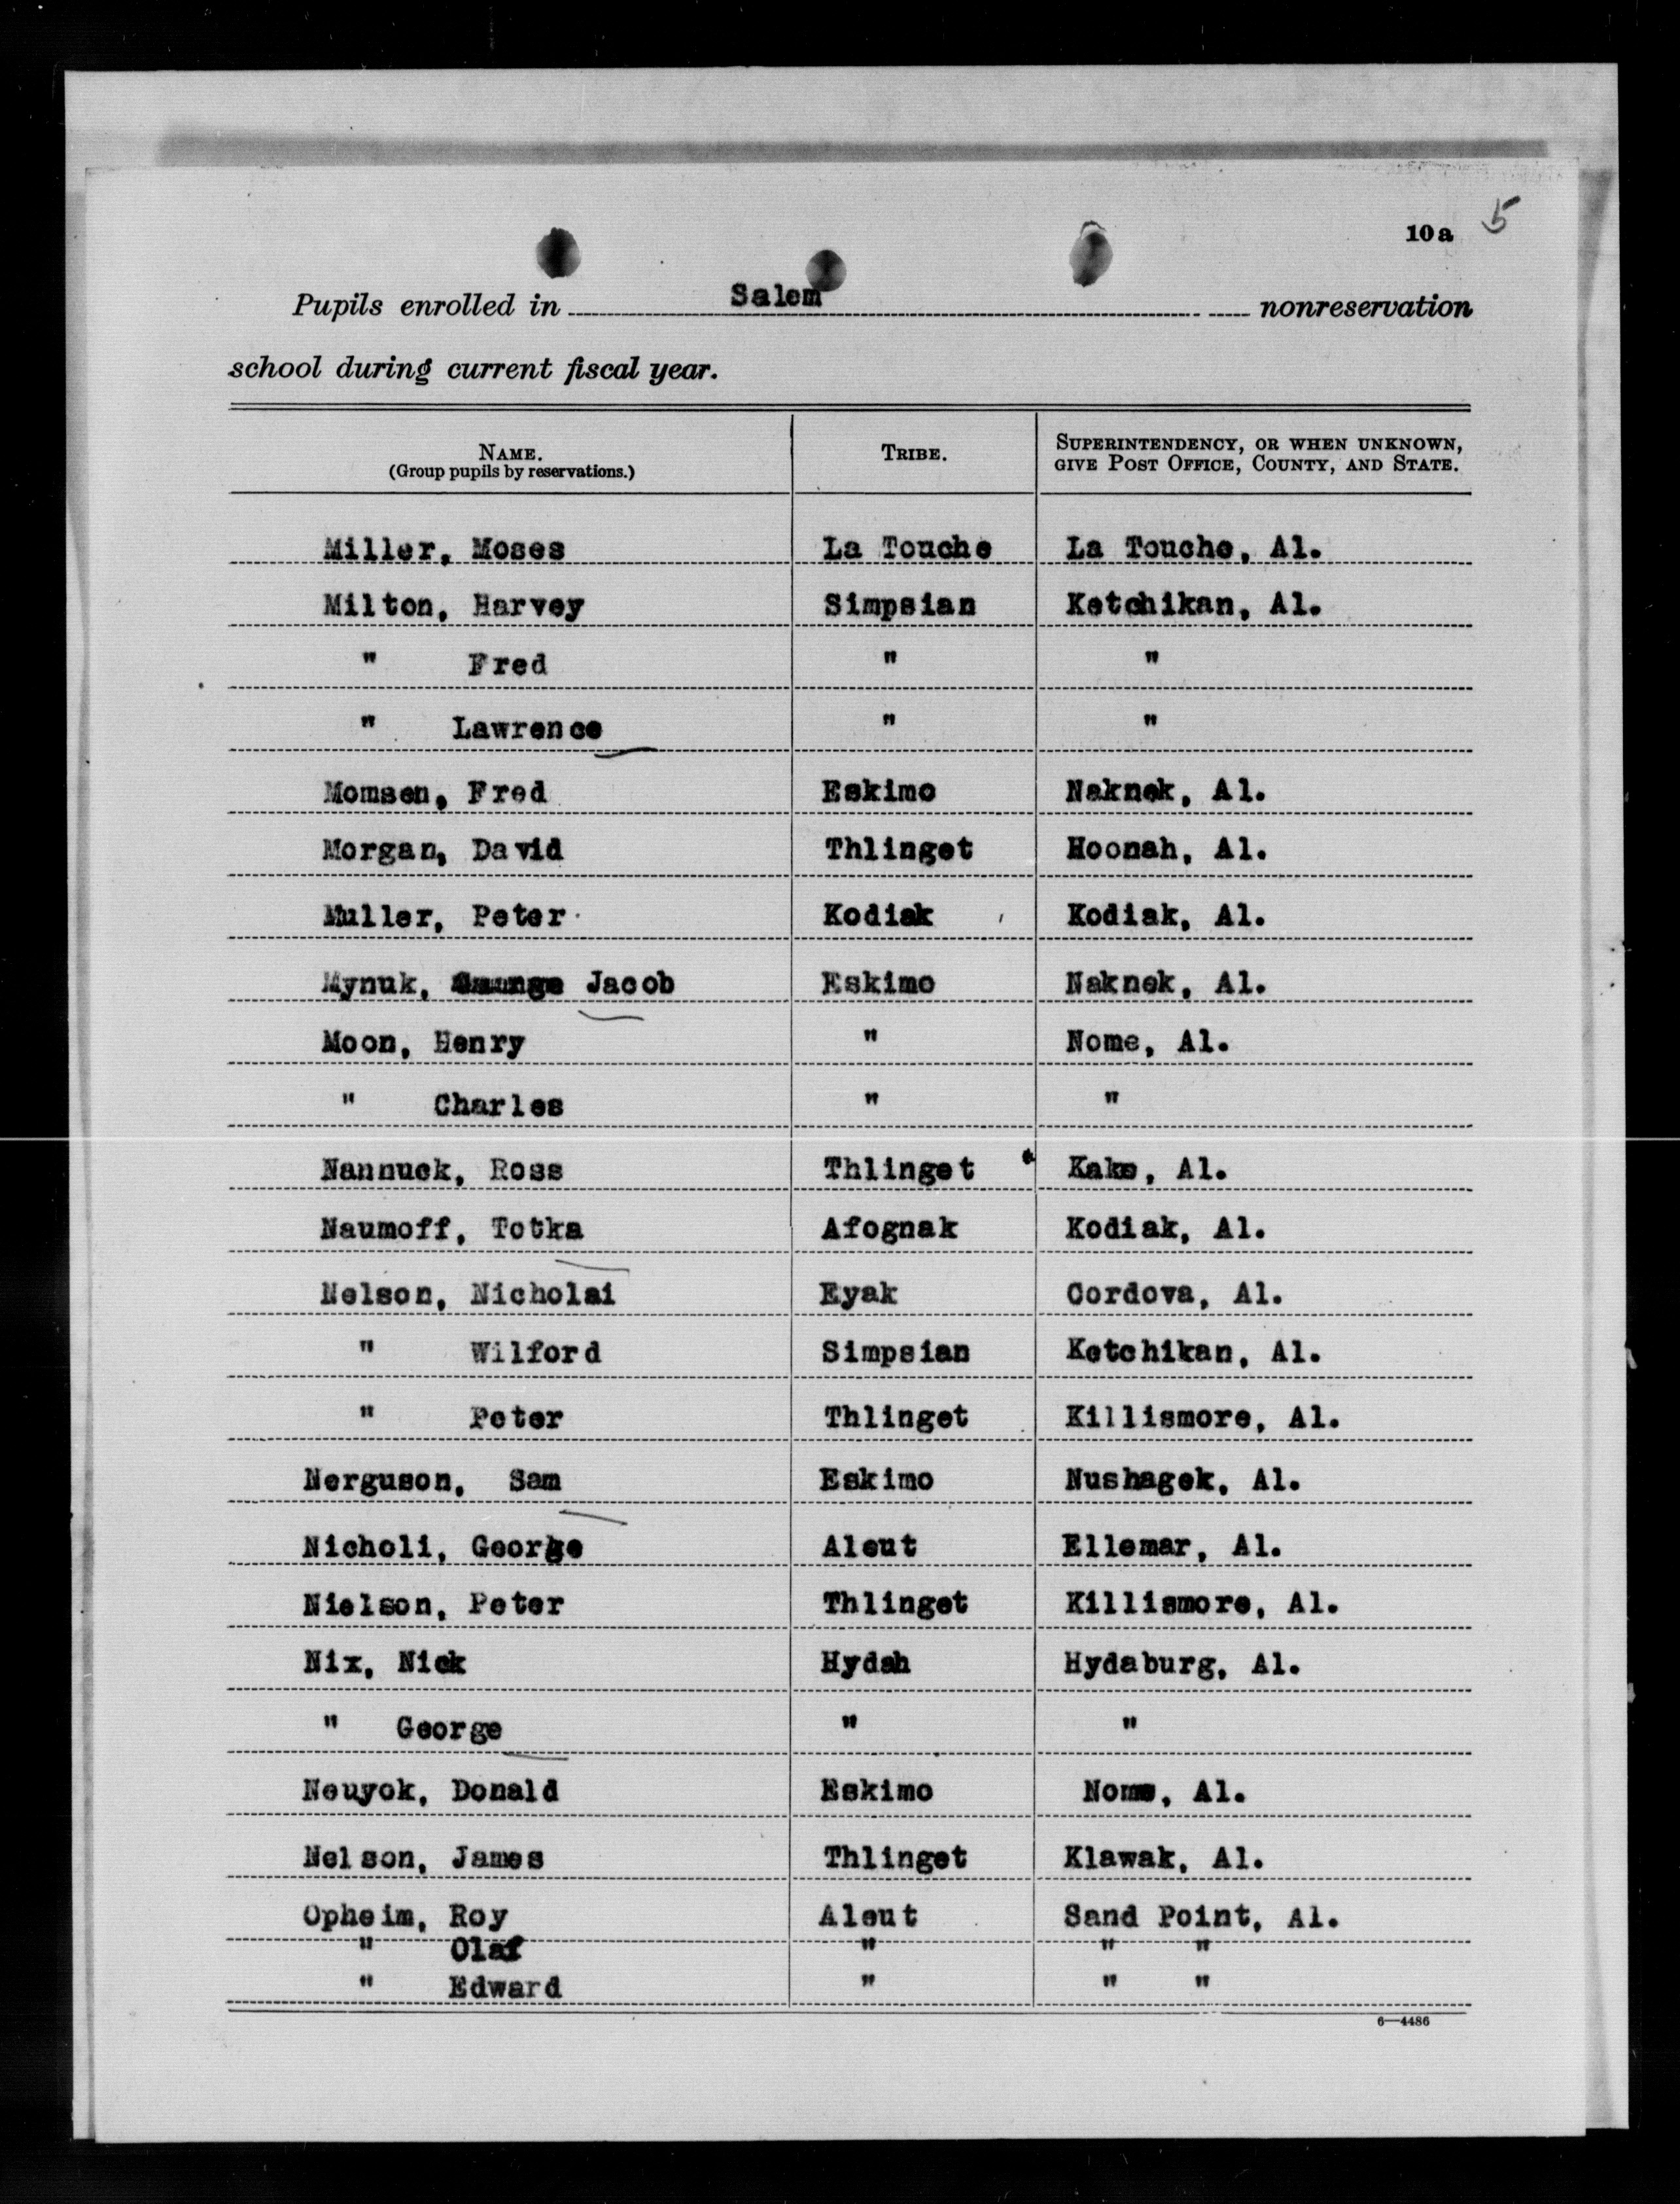 10a 5
Pupils enrolled in Salem nonreservation
school during current fiscal year.
NAME. TRIBE. SUPERINTENDENCY, OR WHEN UNKNOWN,
(Group pupils by reservations.) GIVE POST OFFICE, COUNTY, AND STATE.
Miller, Moses La Touche La Touche, Al.
Milton, Harvey Simpsian Ketchikan, Al.
" Fred " "
" Lawrence " "
Momsen, Fred Eskimo Naknek, Al.
Morgan, David Thlinget Hoonah, Al.
Muller, Peter Kodiak Kodiak, Al.
Mynuk, Jacob Eskimo Naknek, Al.
Moon, Henry " Nome, Al.
" Charles " "
Nannuck, Ross Thlinget Kake, Al.
Naumoff, Totka Afognak Kodiak, Al.
Nelson, Nicholai Eyak Cordova, Al.
" Wilford Simpsian Ketchikan, Al.
" Peter Thlinget Killismore, Al.
Nerguson, Sam Eskimo Nushagek, Al.
Nicholi, George Aleut Ellemar, Al.
Nielson, Peter Thlinget Killismore, Al.
Nix, Nick Hydah Hydaburg, Al.
" George " "
Neuyok, Donald Eskimo Nome, Al.
Nelson, James Thlinget Klawak, Al.
Opheim, Roy Aleut Sand Point, Al.
" Olaf " " "
" Edward " " "
6—4486